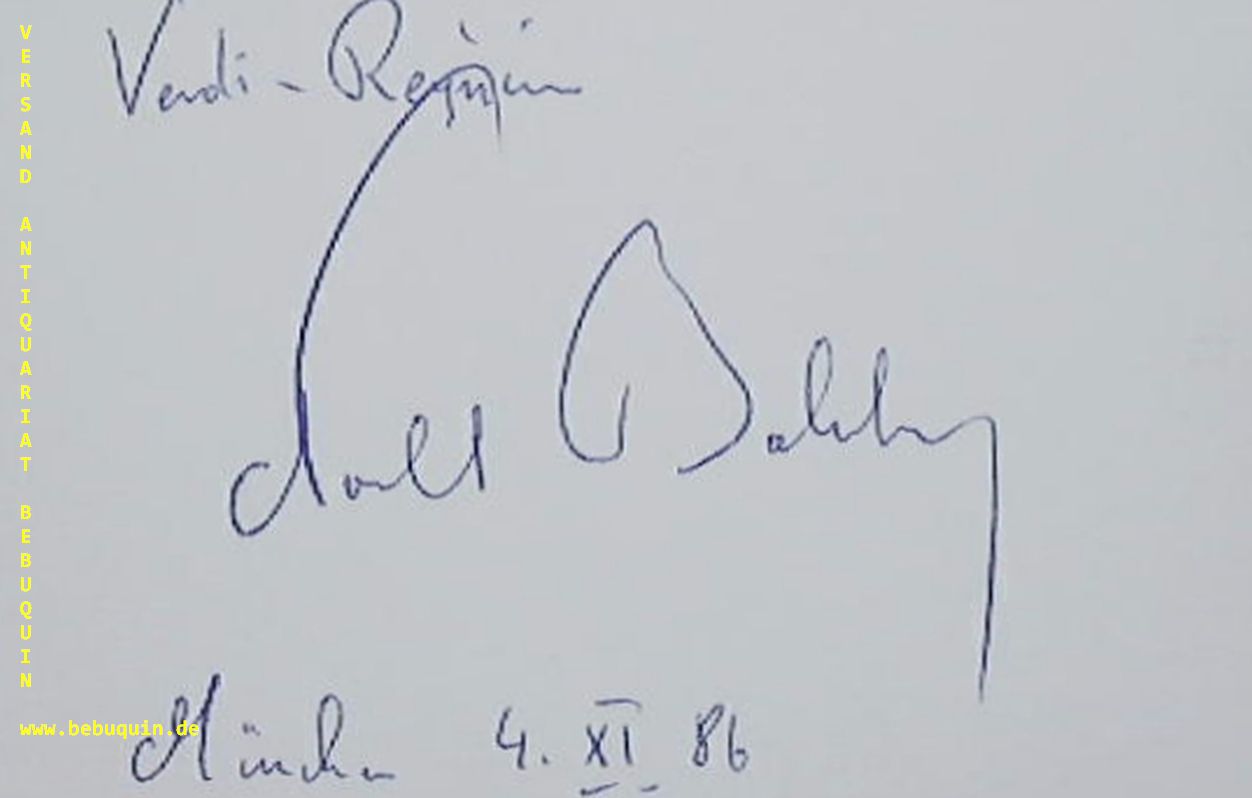 Verdi - Requiem
München 4. XI 86
VERSAND ANTIQUARIAT BEBUQUIN
www.bebuquin.de